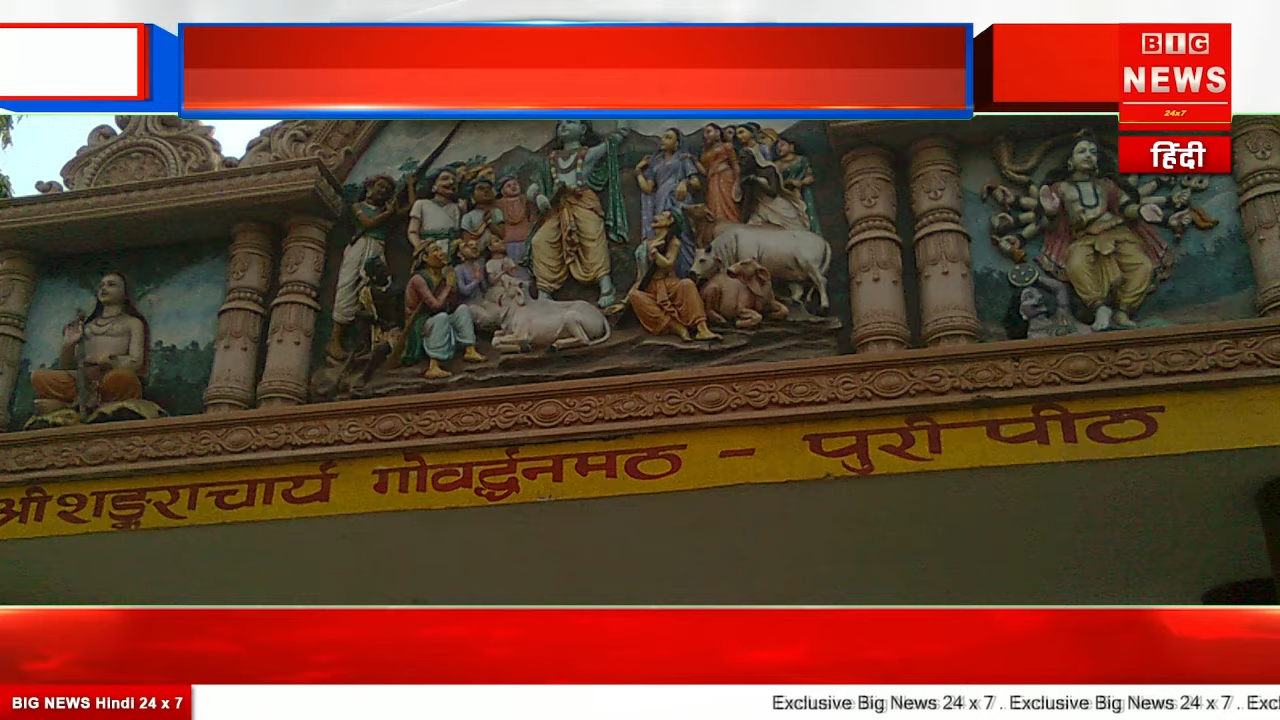 BIG
NEWS
24x7
हिंदी
श्रीशङ्कराचार्य गोवर्द्धनमठ - पुरी पीठ
BIG NEWS Hindi 24 x 7
Exclusive Big News 24 x 7 . Exclusive Big News 24 x 7 . Excl